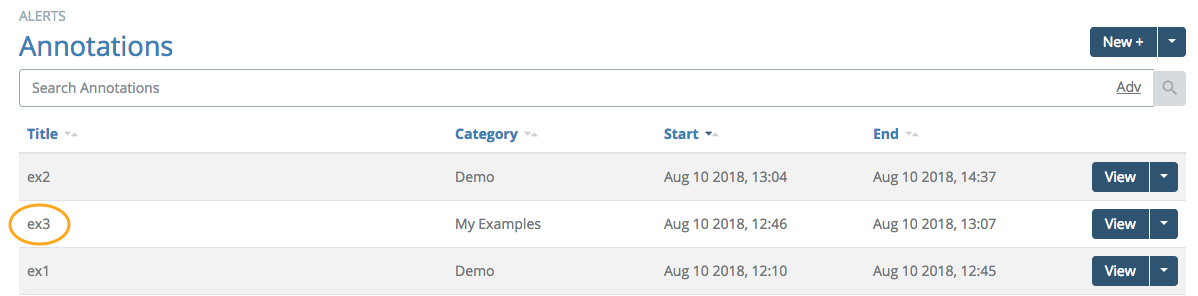 ALERTS
Annotations
New +
Search Annotations Adv
Title Category Start End
ex2 Demo Aug 10 2018, 13:04 Aug 10 2018, 14:37 View
ex3 My Examples Aug 10 2018, 12:46 Aug 10 2018, 13:07 View
ex1 Demo Aug 10 2018, 12:10 Aug 10 2018, 12:45 View